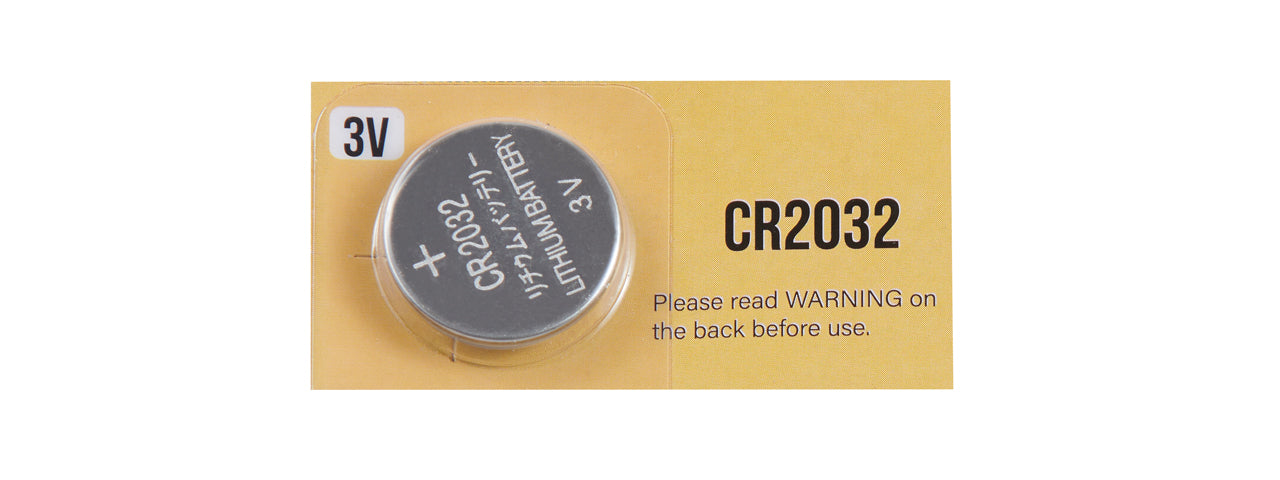 3V
+
CR2032
リチウムバッテリー
LITHIUM BATTERY
3V
CR2032
Please read WARNING on
the back before use.